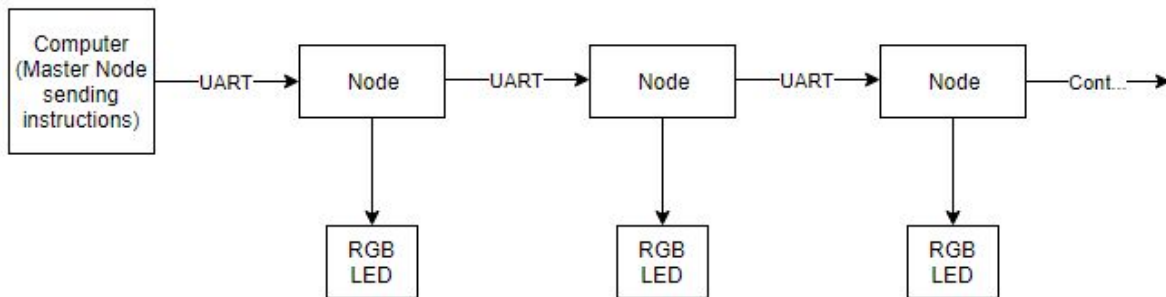 Computer
(Master Node
sending
instructions)
UART
Node
UART
Node
UART
Node
Cont...
RGB
LED
RGB
LED
RGB
LED